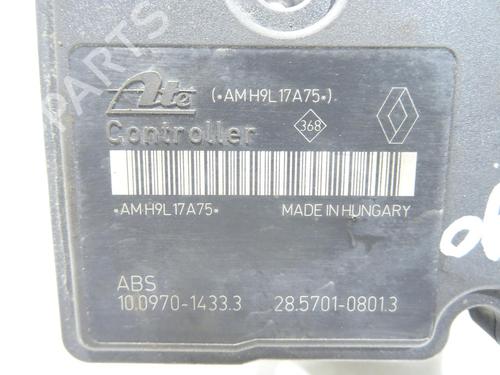 Ate (*AMH9L17A75*)
Controller 368
*AMH9L17A75* MADE IN HUNGARY
ABS
10.0970-1433.3 28.5701-0801.3
PARTS